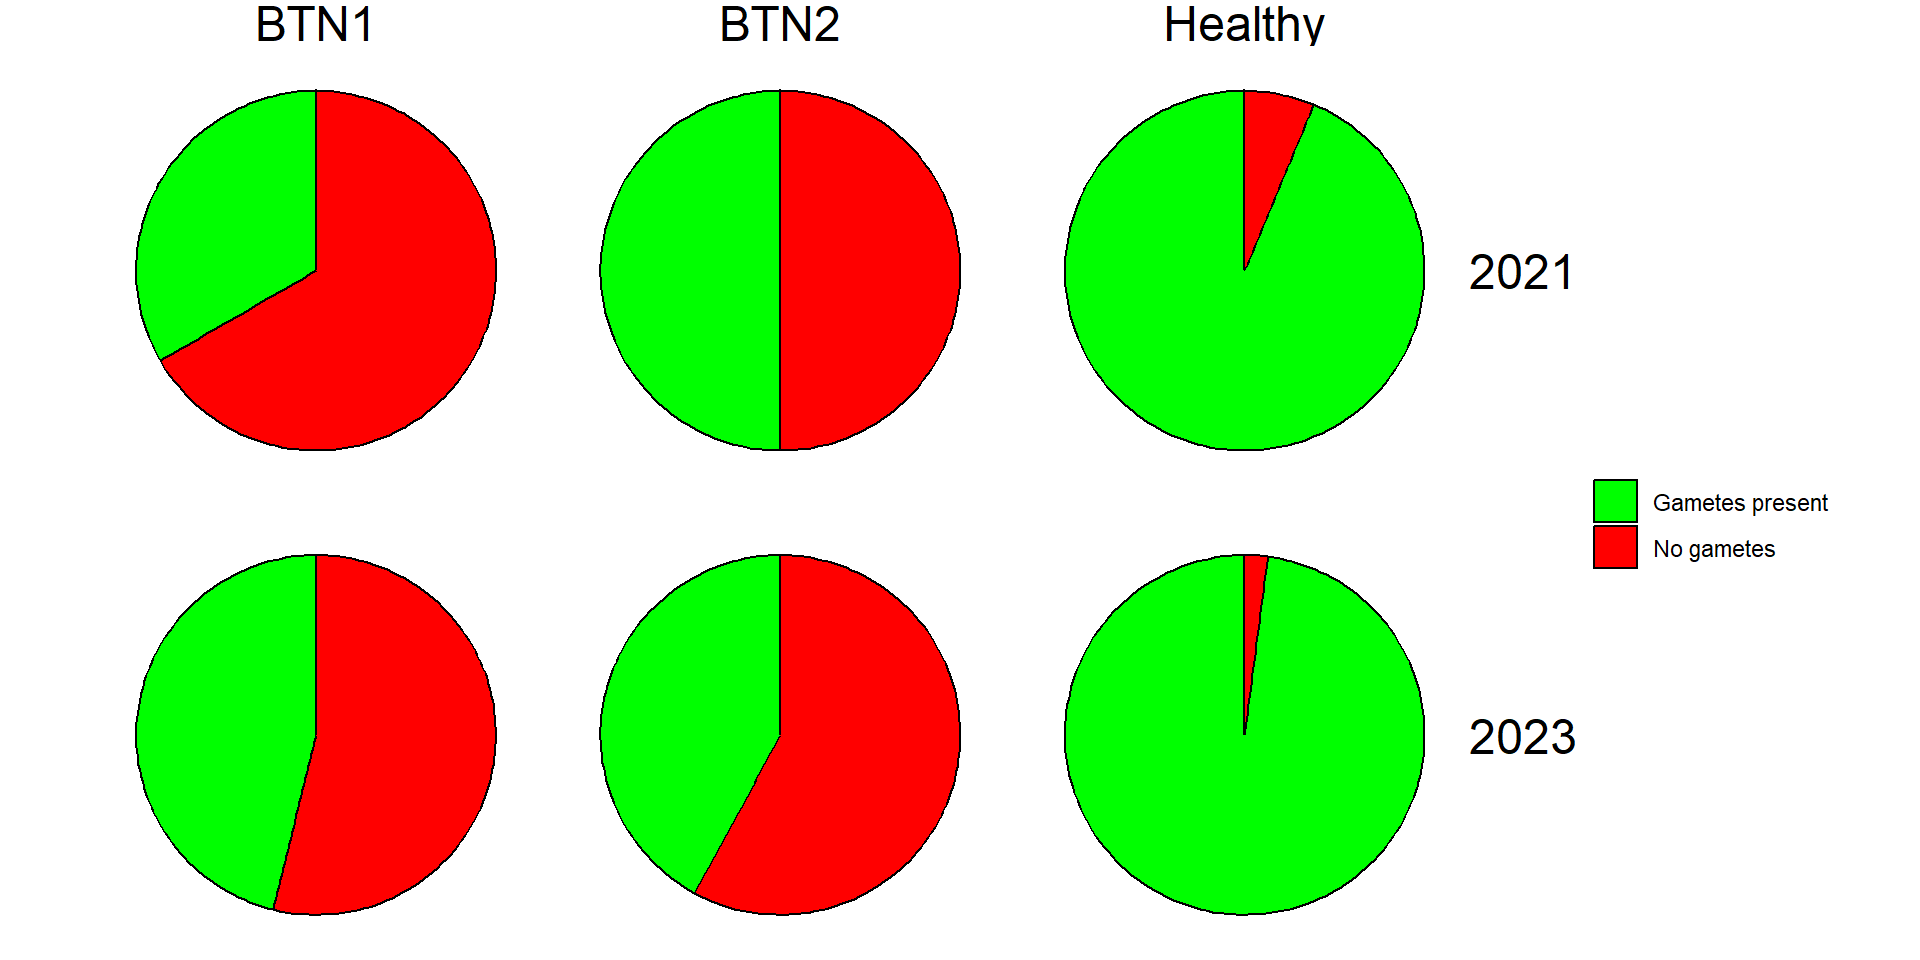 BTN1
BTN2
Healthy
2021
Gametes present
No gametes
2023